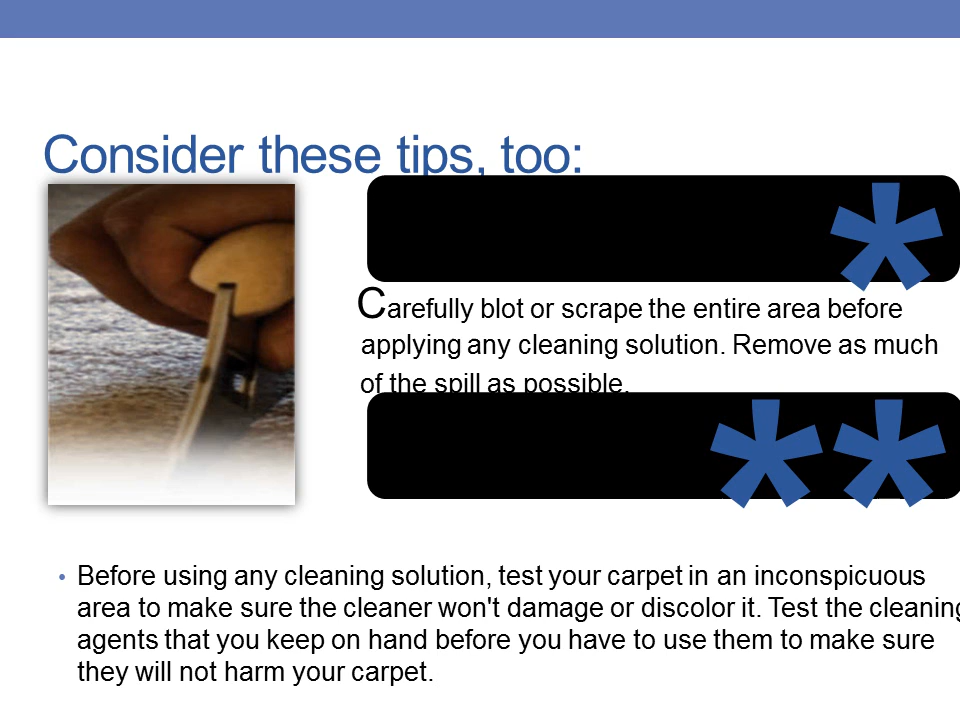 Consider these tips, too:
*
Carefully blot or scrape the entire area before
applying any cleaning solution. Remove as much
of the spill as possible.
**
• Before using any cleaning solution, test your carpet in an inconspicuous
area to make sure the cleaner won't damage or discolor it. Test the cleaning
agents that you keep on hand before you have to use them to make sure
they will not harm your carpet.